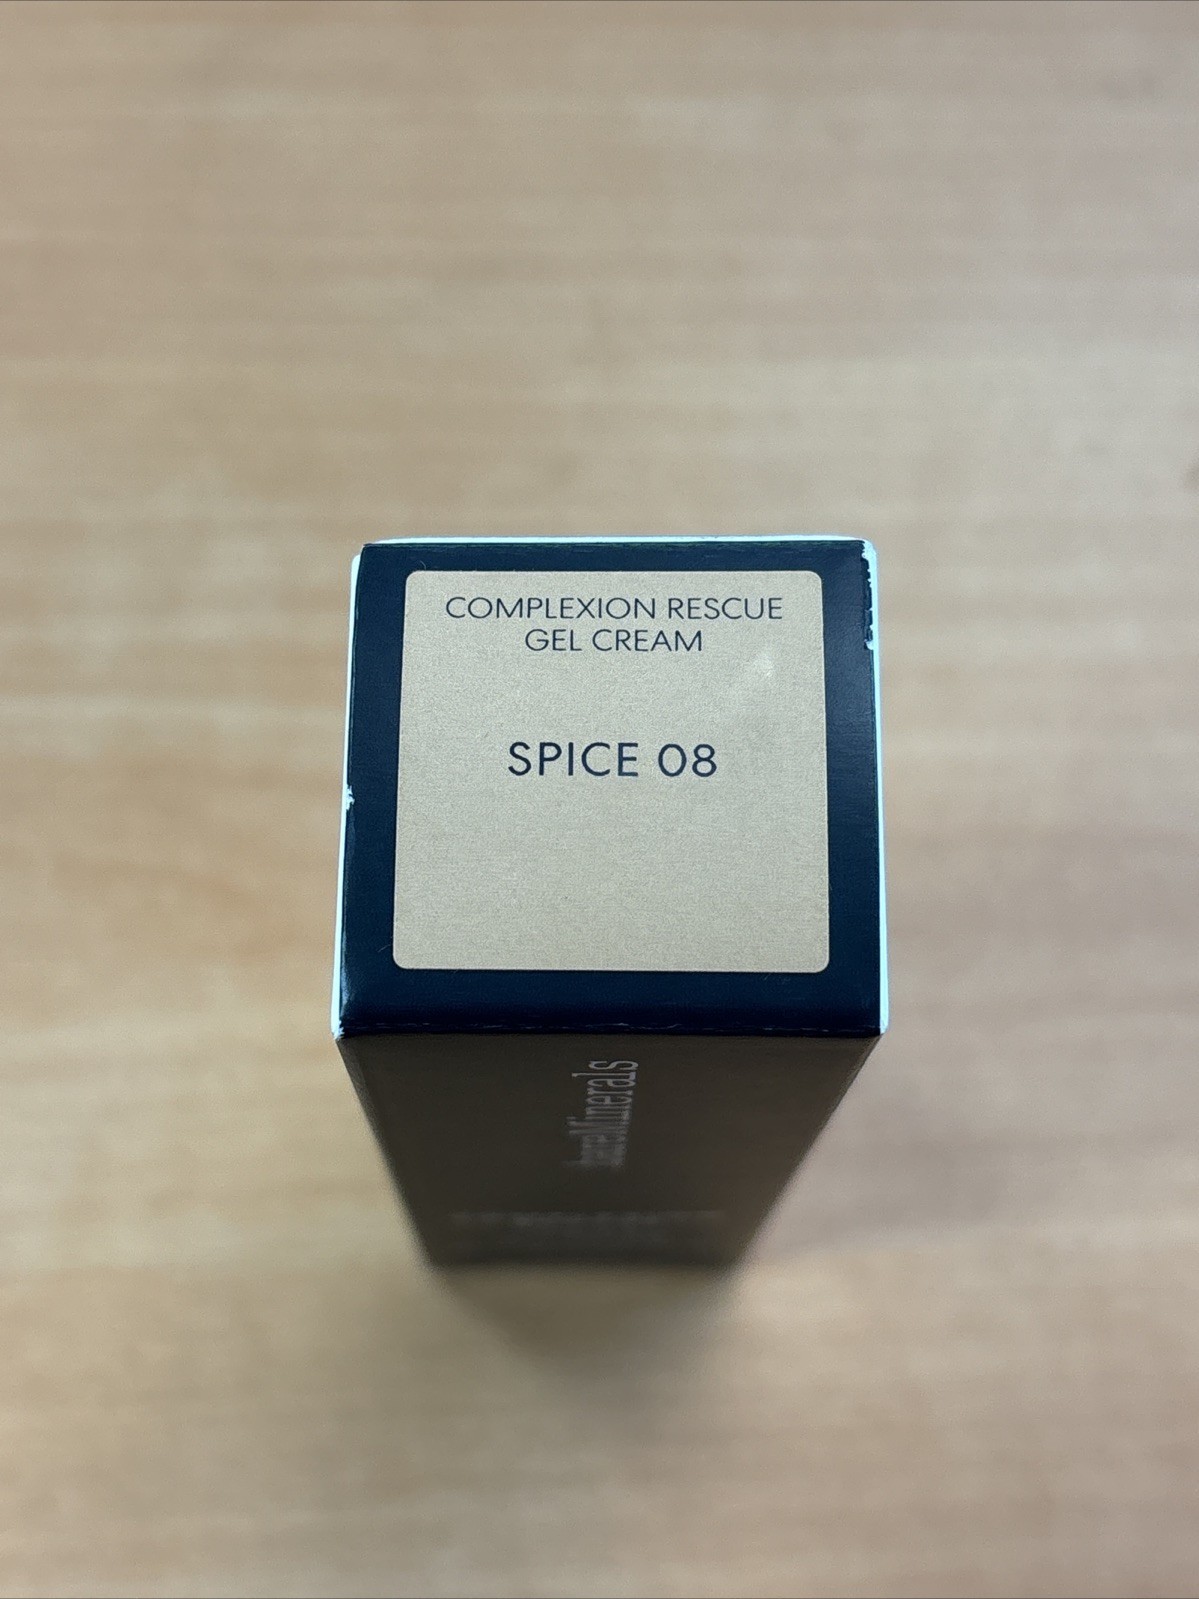 COMPLEXION RESCUE
GEL CREAM
SPICE 08
bareMinerals